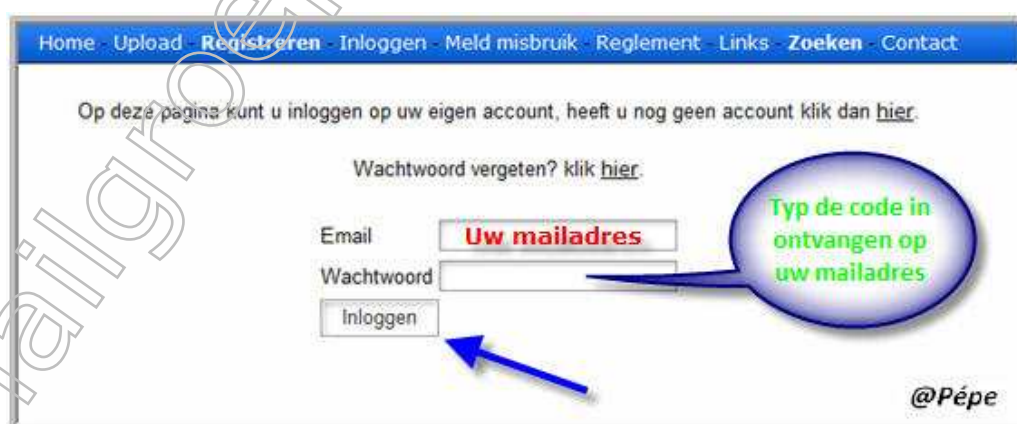 Home - Upload - Registreren - Inloggen - Meld misbruik - Reglement - Links - Zoeken - Contact
Op deze pagina kunt u inloggen op uw eigen account, heeft u nog geen account klik dan hier.
Wachtwoord vergeten? klik hier.
Typ de code in
ontvangen op
uw mailadres
Email Uw mailadres
Wachtwoord
Inloggen
@Pépe